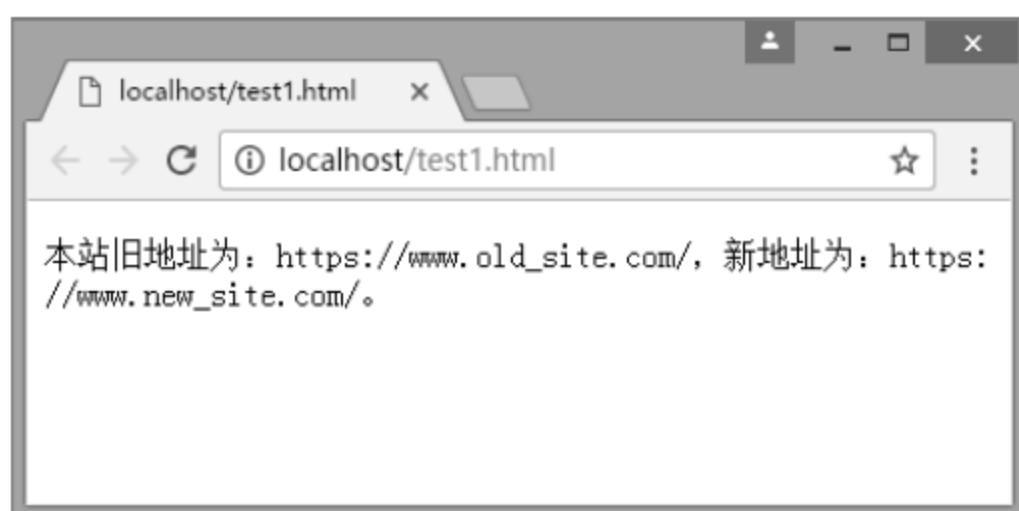 localhost/test1.html
localhost/test1.html
本站旧地址为：https://www.old_site.com/，新地址为：https:
//www.new_site.com/。